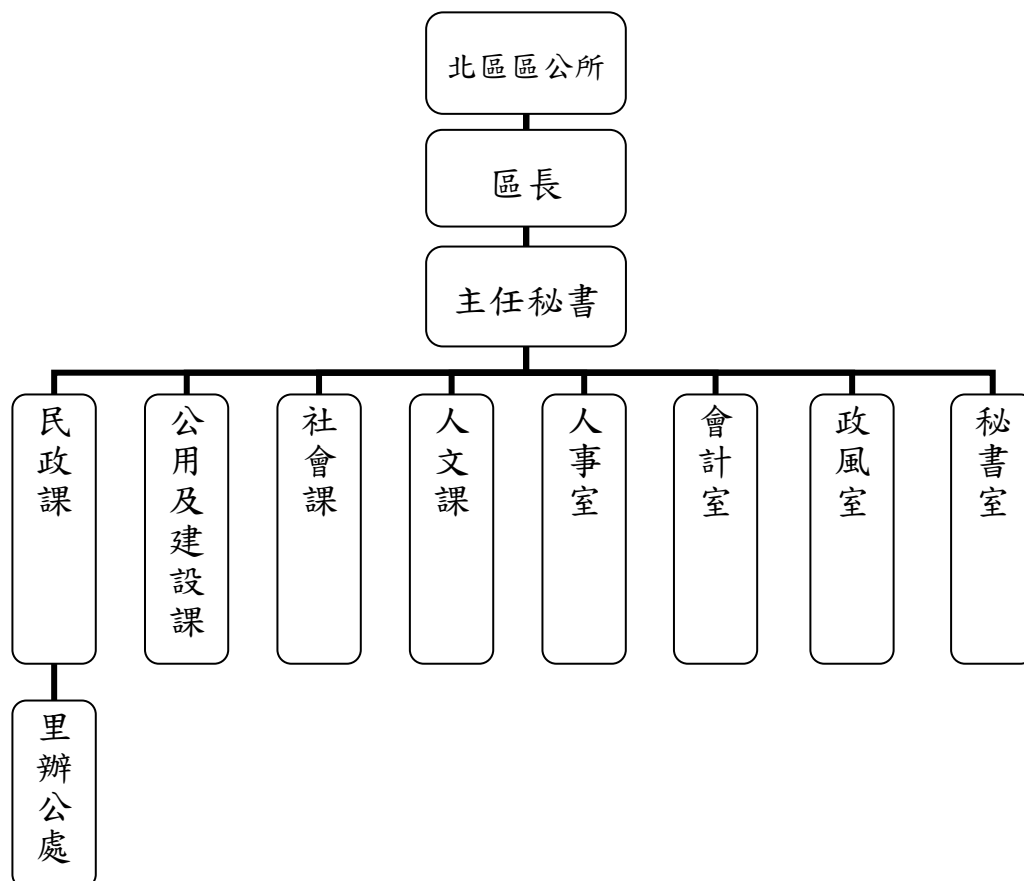 北區區公所
區長
主任秘書
民政課
公用及建設課
社會課
人文課
人事室
會計室
政風室
秘書室
里辦公處